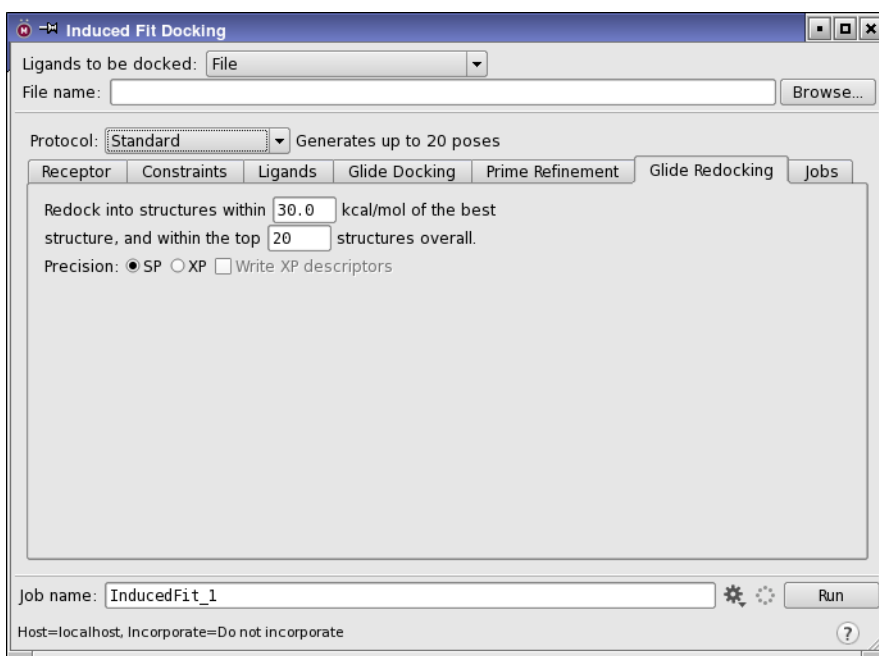 Induced Fit Docking
Ligands to be docked: File
File name: Browse...
Protocol: Standard Generates up to 20 poses
Receptor Constraints Ligands Glide Docking Prime Refinement Glide Redocking Jobs
Redock into structures within 30.0 kcal/mol of the best
structure, and within the top 20 structures overall.
Precision: SP XP Write XP descriptors
Job name: InducedFit_1 Run
Host=localhost, Incorporate=Do not incorporate ?